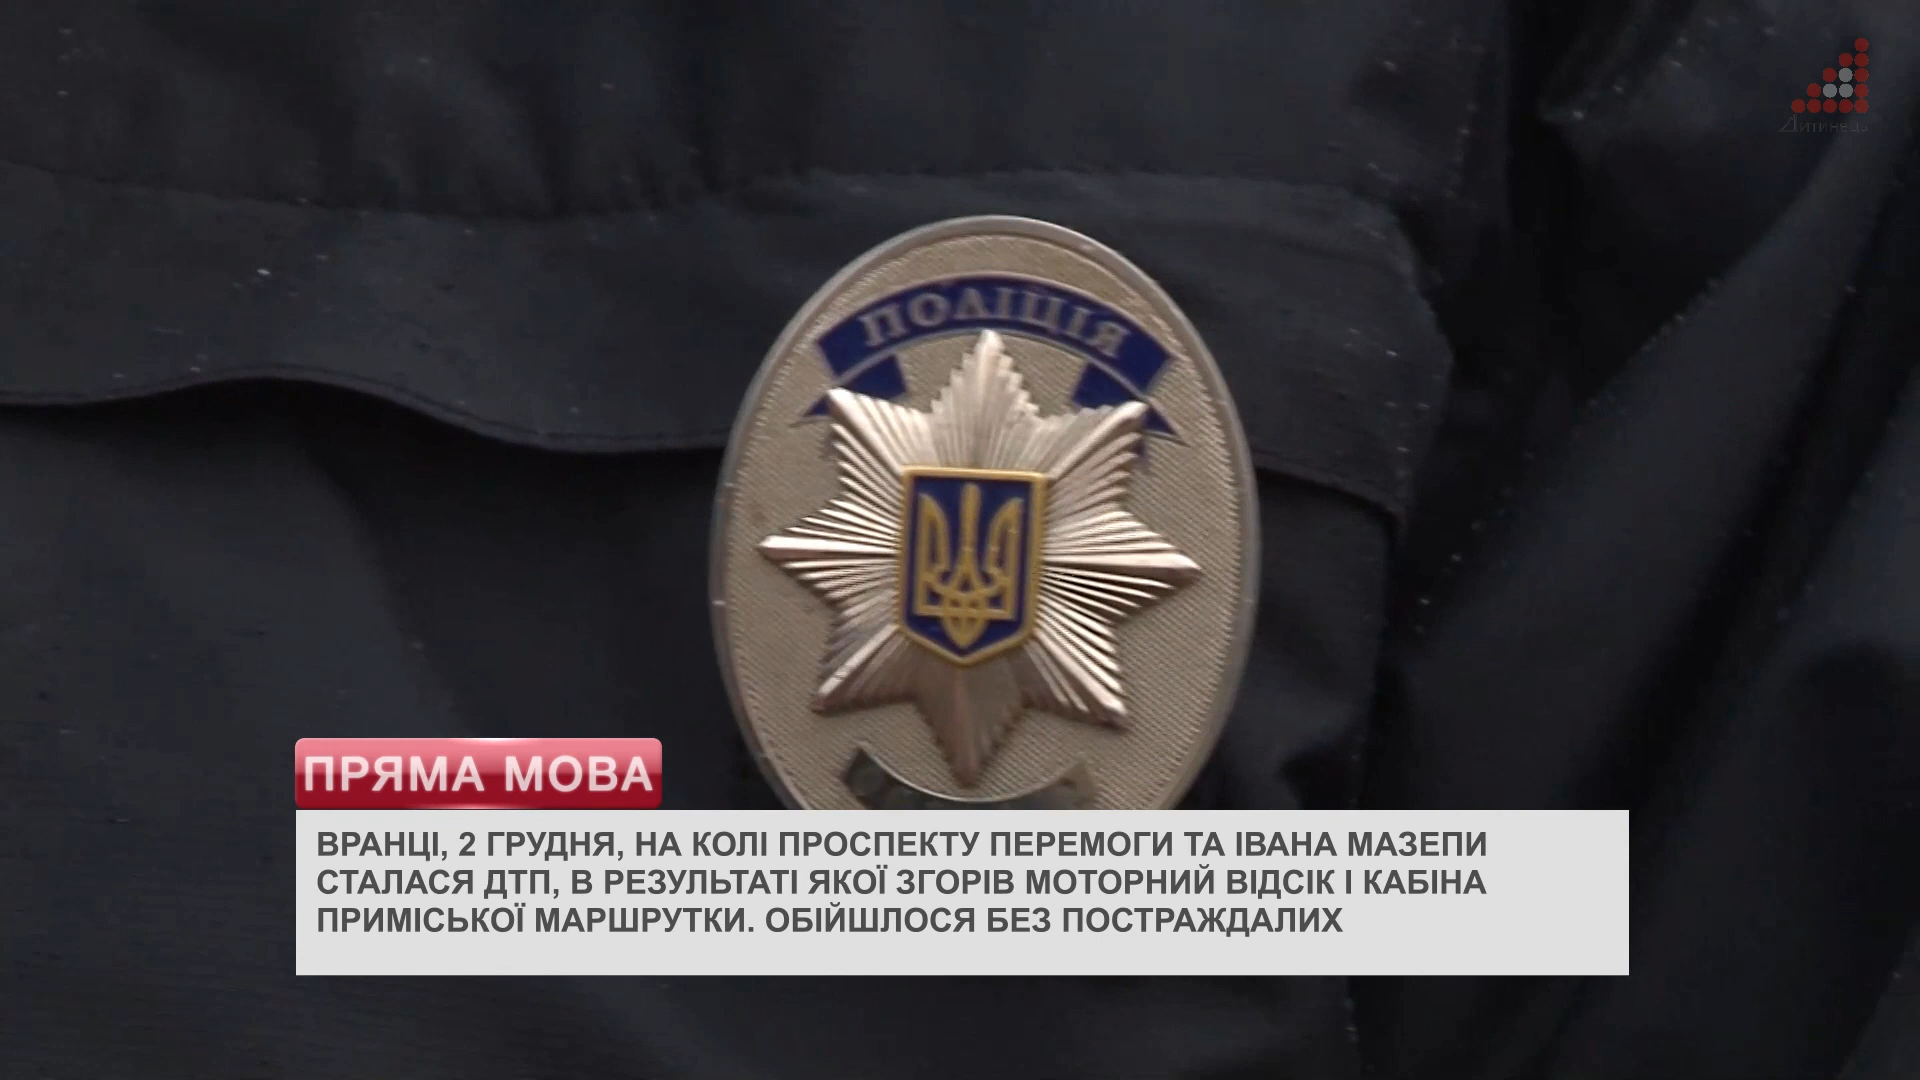 Дитинець
ПОЛІЦІЯ
ПРЯМА МОВА
ВРАНЦІ, 2 ГРУДНЯ, НА КОЛІ ПРОСПЕКТУ ПЕРЕМОГИ ТА ІВАНА МАЗЕПИ
СТАЛАСЯ ДТП, В РЕЗУЛЬТАТІ ЯКОЇ ЗГОРІВ МОТОРНИЙ ВІДСІК І КАБІНА
ПРИМІСЬКОЇ МАРШРУТКИ. ОБІЙШЛОСЯ БЕЗ ПОСТРАЖДАЛИХ